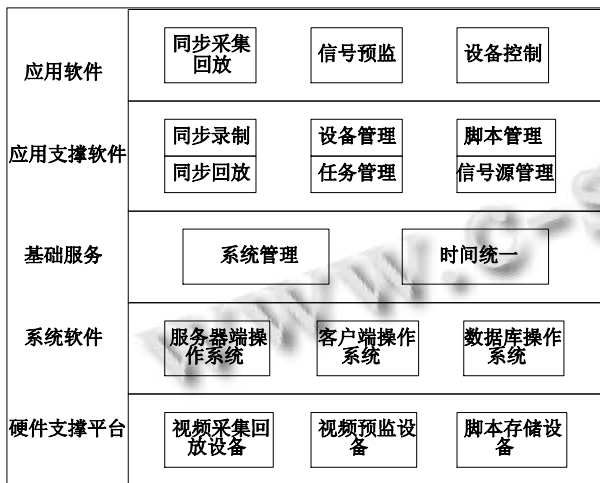 应用软件
同步采集
回放
信号预监
设备控制
应用支撑软件
同步录制
设备管理
脚本管理
同步回放
任务管理
信号源管理
基础服务
系统管理
时间统一
系统软件
服务器端操
作系统
客户端操作
系统
数据库操作
系统
硬件支撑平台
视频采集回
放设备
视频预监设
备
脚本存储设
备
www.c-s